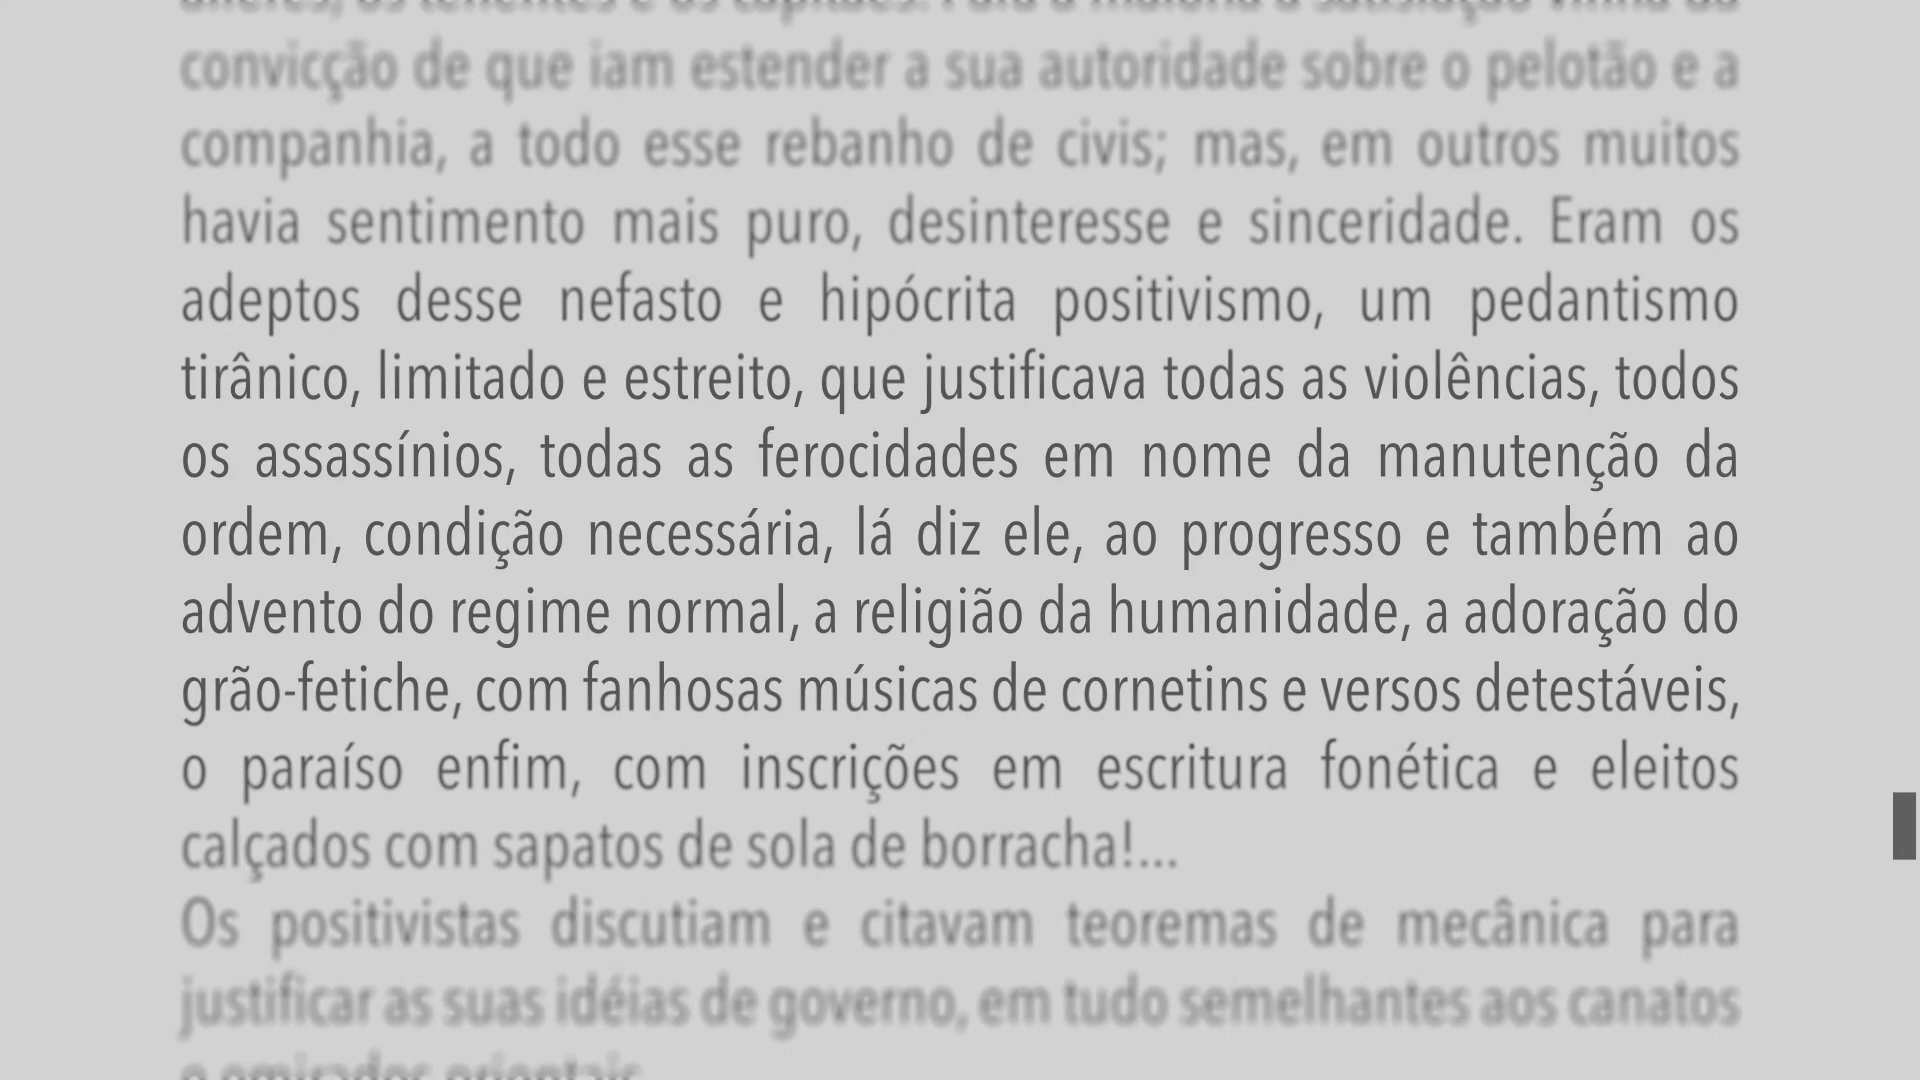 convicção de que iam estender a sua autoridade sobre o pelotão e a
companhia, a todo esse rebanho de civis; mas, em outros muitos
havia sentimento mais puro, desinteresse e sinceridade. Eram os
adeptos desse nefasto e hipócrita positivismo, um pedantismo
tirânico, limitado e estreito, que justificava todas as violências, todos
os assassínios, todas as ferocidades em nome da manutenção da
ordem, condição necessária, lá diz ele, ao progresso e também ao
advento do regime normal, a religião da humanidade, a adoração do
grão-fetiche, com fanhosas músicas de cornetins e versos detestáveis,
o paraíso enfim, com inscrições em escritura fonética e eleitos
calçados com sapatos de sola de borracha!...
Os positivistas discutiam e citavam teoremas de mecânica para
justificar as suas idéias de governo, em tudo semelhantes aos canatos